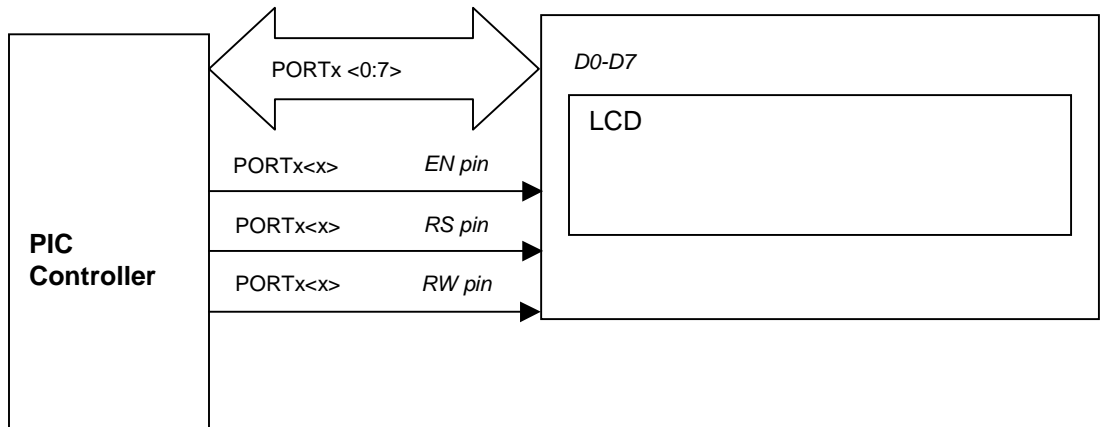 PORTx <0:7>
D0-D7
LCD
PORTx<x> EN pin
PORTx<x> RS pin
PIC
Controller
PORTx<x> RW pin